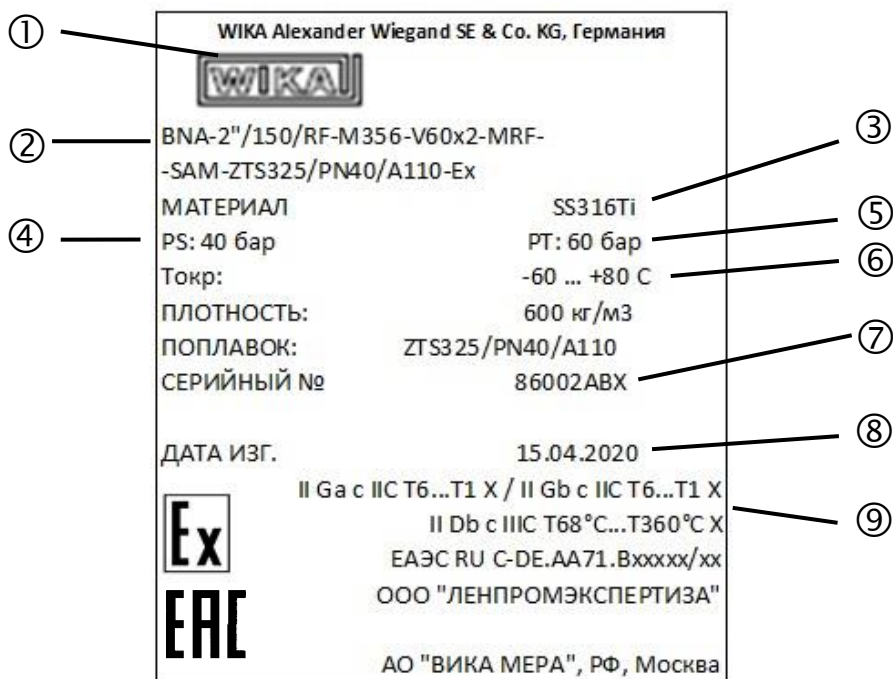 WIKA Alexander Wiegand SE & Co. KG, Германия
① WIKA
② BNA-2"/150/RF-M356-V60x2-MRF-
-SAM-ZTS325/PN40/A110-Ex
МАТЕРИАЛ SS316Ti ③
④ PS: 40 бар PT: 60 бар ⑤
Токр: -60 ... +80 С ⑥
ПЛОТНОСТЬ: 600 кг/м3
ПОПЛАВОК: ZTS325/PN40/A110
СЕРИЙНЫЙ № 86002ABX ⑦
ДАТА ИЗГ. 15.04.2020 ⑧
II Ga c IIC T6...T1 X / II Gb c IIC T6...T1 X
II Db c IIIC T68°C...T360°C X ⑨
Ex
ЕАЭС RU C-DE.AA71.Bxxxxx/xx
ООО "ЛЕНПРОМЭКСПЕРТИЗА"
EAC
АО "ВИКА МЕРА", РФ, Москва